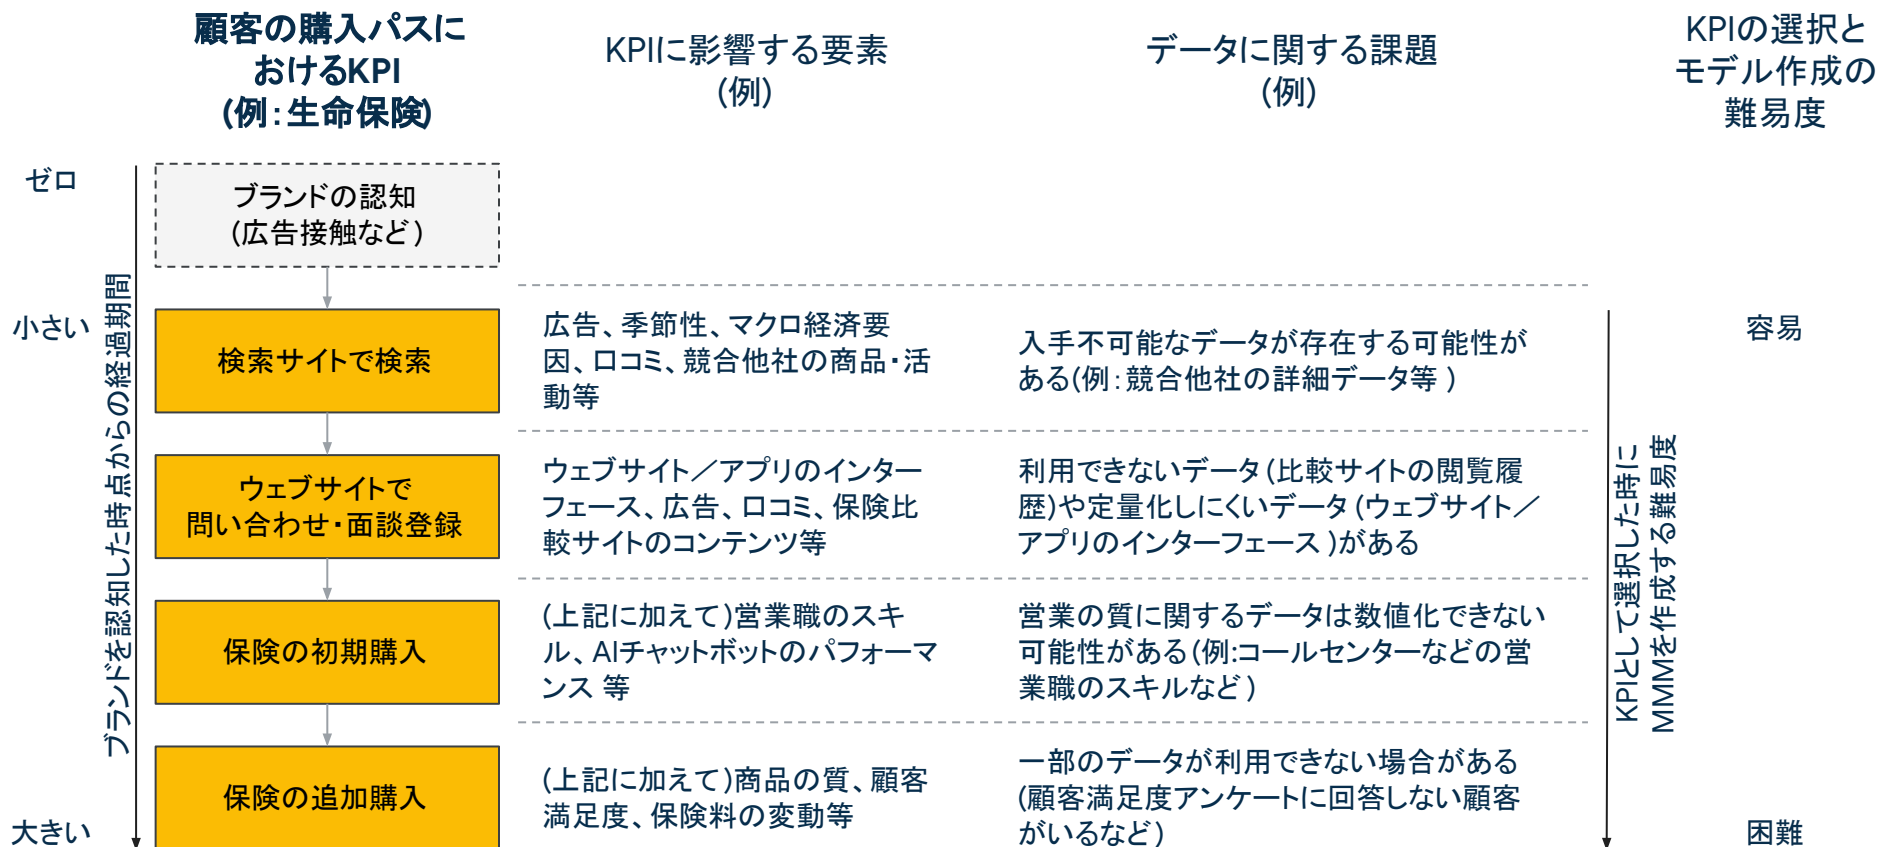 顧客の購入パスに
おけるKPI
(例：生命保険)
KPIに影響する要素
(例)
データに関する課題
(例)
KPIの選択と
モデル作成の
難易度
ゼロ
小さい
大きい
ブランドを認知した時点からの経過期間
ブランドの認知
(広告接触など)
検索サイトで検索
広告、季節性、マクロ経済要
因、口コミ、競合他社の商品・活
動等
入手不可能なデータが存在する可能性が
ある(例：競合他社の詳細データ等)
ウェブサイトで
問い合わせ・面談登録
ウェブサイト／アプリのインター
フェース、広告、口コミ、保険比
較サイトのコンテンツ等
利用できないデータ(比較サイトの閲覧履
歴)や定量化しにくいデータ(ウェブサイト／
アプリのインターフェース)がある
保険の初期購入
(上記に加えて)営業職のスキ
ル、AIチャットボットのパフォーマ
ンス 等
営業の質に関するデータは数値化できない
可能性がある(例:コールセンターなどの営
業職のスキルなど)
保険の追加購入
(上記に加えて)商品の質、顧客
満足度、保険料の変動等
一部のデータが利用できない場合がある
(顧客満足度アンケートに回答しない顧客
がいるなど)
KPIとして選択した時に
MMMを作成する難易度
容易
困難